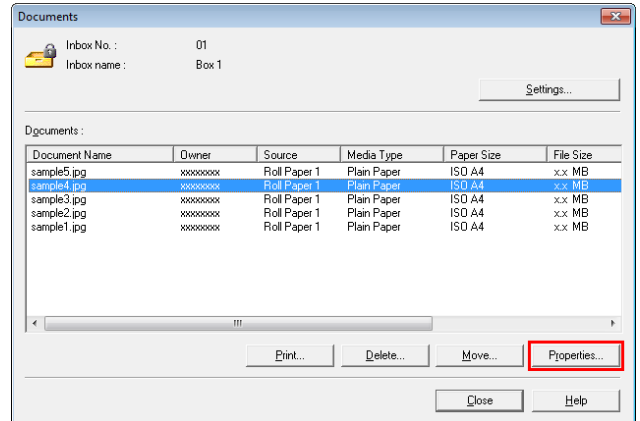 Documents
Inbox No. : 01
Inbox name : Box 1
Settings...
Documents :
Document Name Owner Source Media Type Paper Size File Size
sample5.jpg xxxxxxxx Roll Paper 1 Plain Paper ISO A4 x.x MB
sample4.jpg xxxxxxxx Roll Paper 1 Plain Paper ISO A4 x.x MB
sample3.jpg xxxxxxxx Roll Paper 1 Plain Paper ISO A4 x.x MB
sample2.jpg xxxxxxxx Roll Paper 1 Plain Paper ISO A4 x.x MB
sample1.jpg xxxxxxxx Roll Paper 1 Plain Paper ISO A4 x.x MB
Print... Delete... Move... Properties...
Close Help